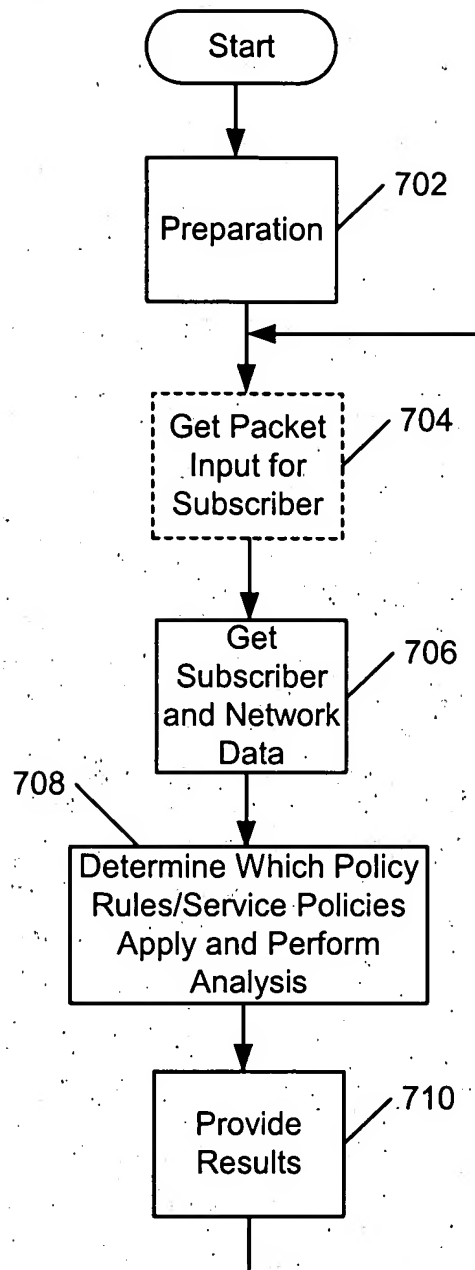 Start
702
Preparation
704
Get Packet
Input for
Subscriber
706
Get
Subscriber
and Network
Data
708
Determine Which Policy
Rules/Service Policies
Apply and Perform
Analysis
710
Provide
Results